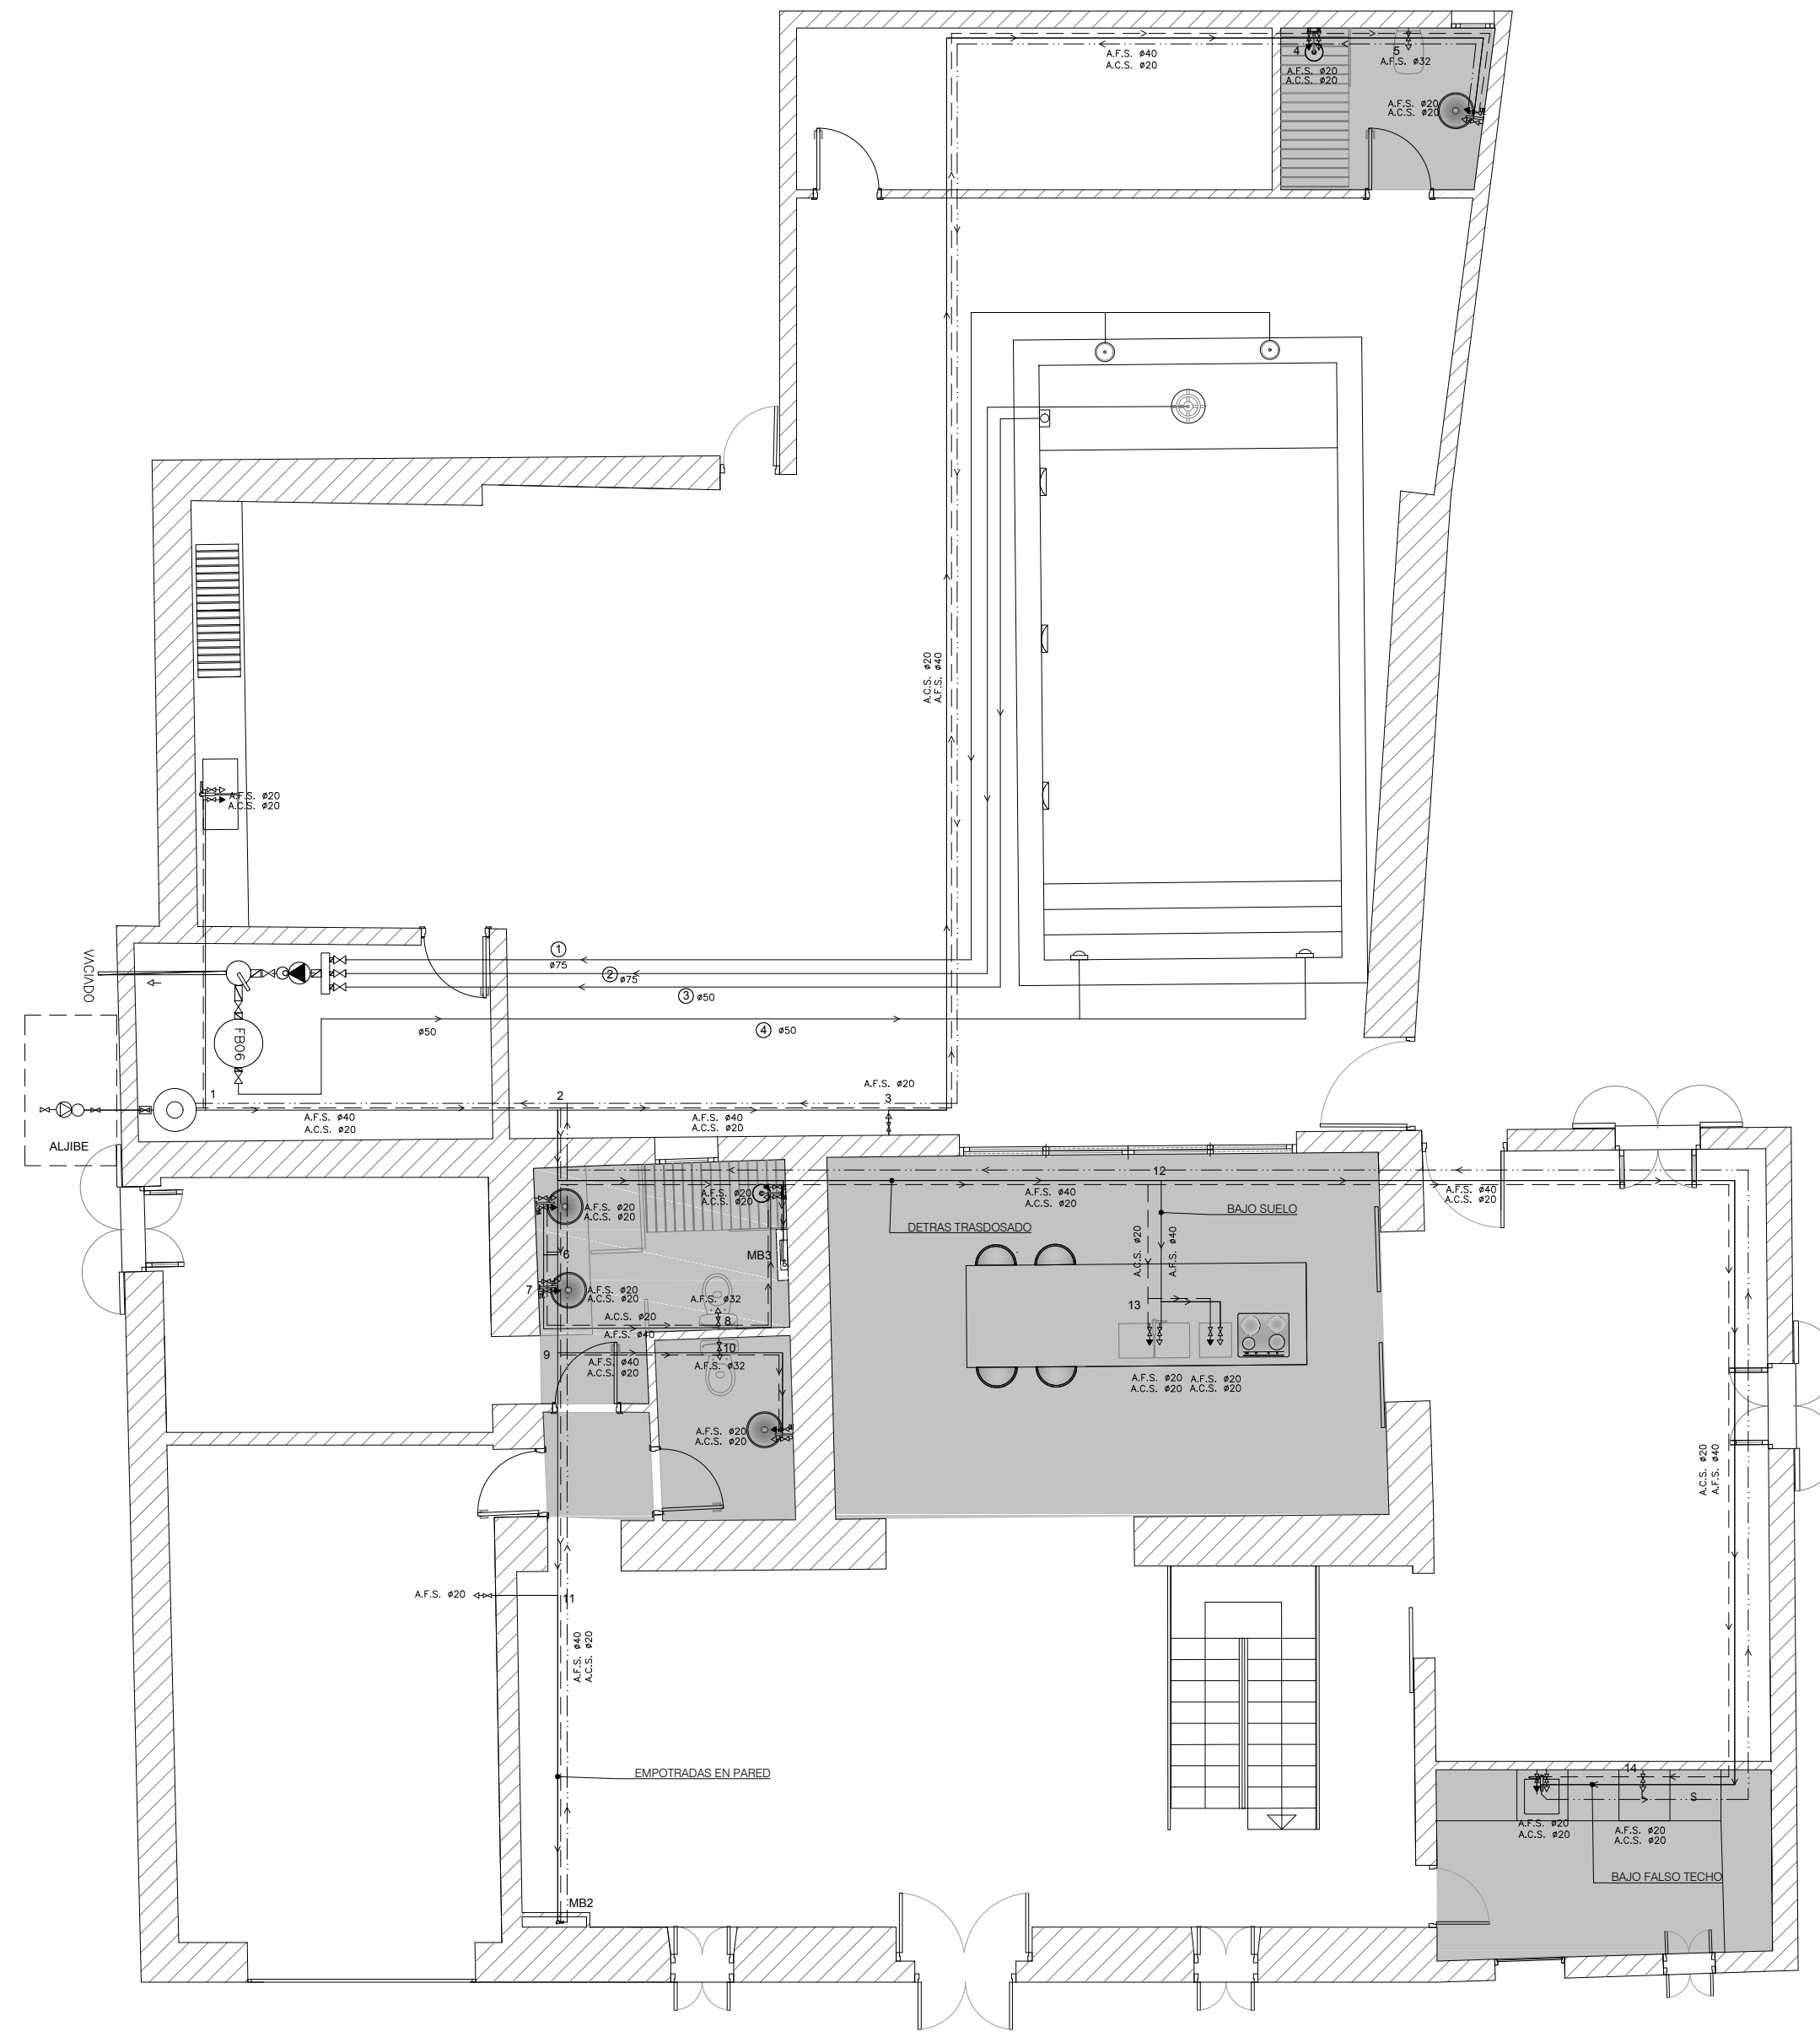 4
5
A.F.S. ø40
A.C.S. ø20
A.F.S. ø32
A.F.S. ø20
A.C.S. ø20
A.F.S. ø20
A.C.S. ø20
A.C.S. ø20
A.F.S. ø40
A.F.S. ø20
A.C.S. ø20
VACIADO
1
ø75
2 ø75
3 ø50
ø50
4 ø50
FB06
1
2
3
A.F.S. ø20
A.F.S. ø40
A.C.S. ø20
A.F.S. ø40
A.C.S. ø20
ALJIBE
12
A.F.S. ø20
A.C.S. ø20
A.F.S. ø20
A.C.S. ø20
A.F.S. ø40
A.C.S. ø20
A.F.S. ø40
A.C.S. ø20
BAJO SUELO
DETRAS TRASDOSADO
6
MB3
A.C.S. ø20
A.F.S. ø40
7
A.F.S. ø20
A.C.S. ø20
A.F.S. ø32
13
A.C.S. ø20
8
A.F.S. ø40
10
9
A.F.S. ø40
A.C.S. ø20
A.F.S. ø32
A.F.S. ø20
A.C.S. ø20
A.F.S. ø20
A.C.S. ø20
A.F.S. ø20
A.C.S. ø20
A.C.S. ø20
A.F.S. ø40
A.F.S. ø20
11
A.F.S. ø40
A.C.S. ø20
EMPOTRADAS EN PARED
14
L
S
A.F.S. ø20
A.C.S. ø20
A.F.S. ø20
A.C.S. ø20
BAJO FALSO TECHO
MB2